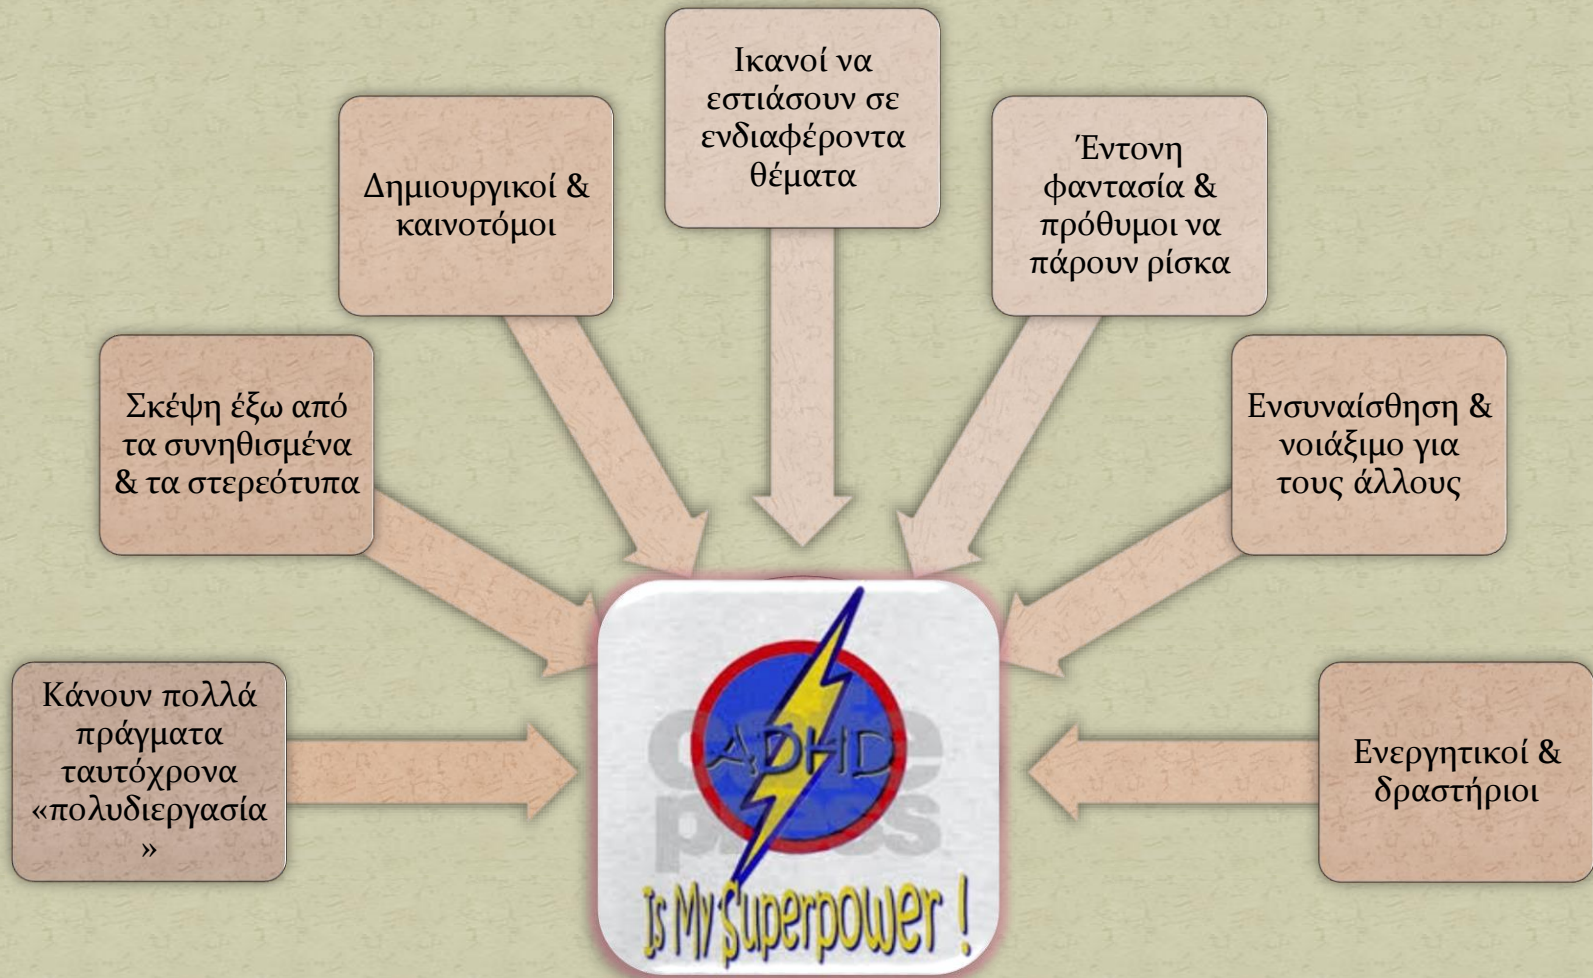 Ικανοί να
εστιάσουν σε
ενδιαφέροντα
θέματα
Δημιουργικοί &
καινοτόμοι
Έντονη
φαντασία &
πρόθυμοι να
πάρουν ρίσκα
Σκέψη έξω από
τα συνηθισμένα
& τα στερεότυπα
Ενσυναίσθηση &
νοιάξιμο για
τους άλλους
Κάνουν πολλά
πράγματα
ταυτόχρονα
«πολυδιεργασία
»
Ενεργητικοί &
δραστήριοι
ADHD
Is My Superpower !